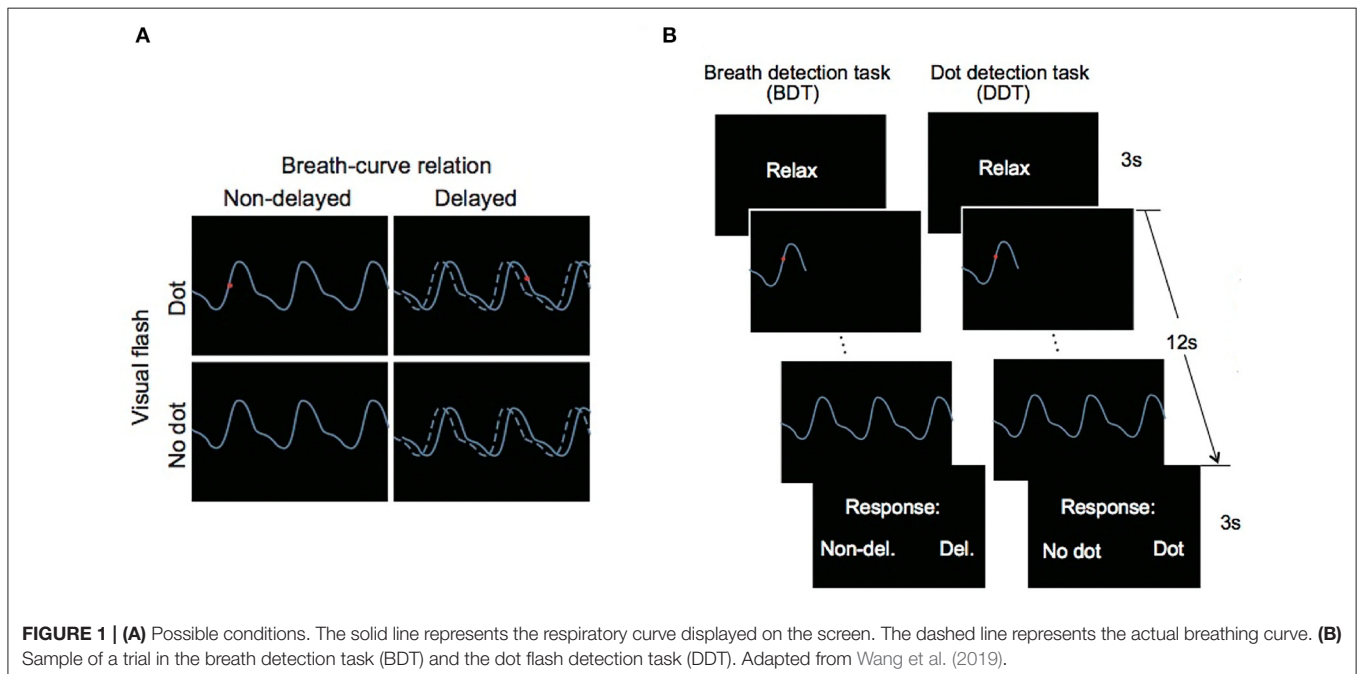 A
Breath-curve relation
Non-delayed Delayed
Visual flash
Dot
No dot
B
Breath detection task
(BDT)
Dot detection task
(DDT)
Relax
Relax
3s
12s
Response:
Non-del. Del.
Response:
No dot Dot
3s
FIGURE 1 | (A) Possible conditions. The solid line represents the respiratory curve displayed on the screen. The dashed line represents the actual breathing curve. (B)
Sample of a trial in the breath detection task (BDT) and the dot flash detection task (DDT). Adapted from Wang et al. (2019).